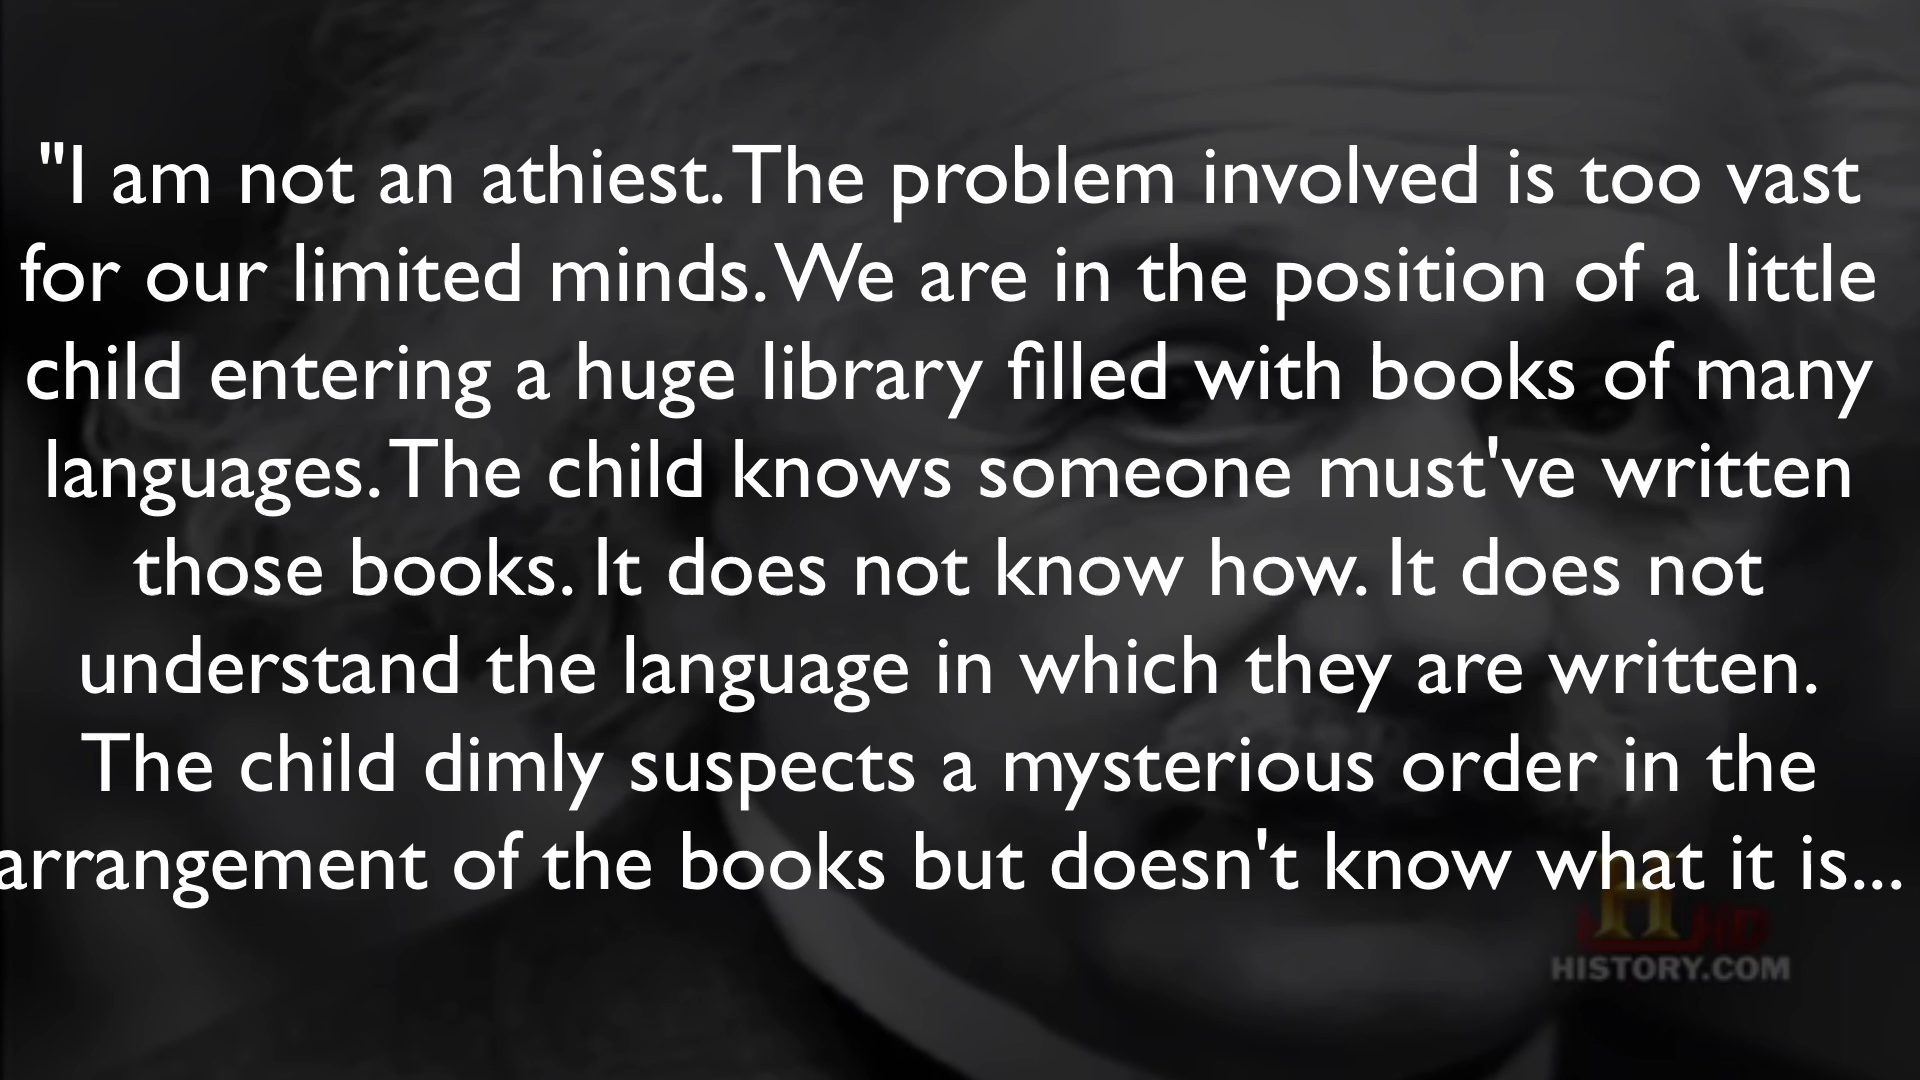 "I am not an athiest. The problem involved is too vast
for our limited minds. We are in the position of a little
child entering a huge library filled with books of many
languages. The child knows someone must've written
those books. It does not know how. It does not
understand the language in which they are written.
The child dimly suspects a mysterious order in the
arrangement of the books but doesn't know what it is...
H HD
HISTORY.COM